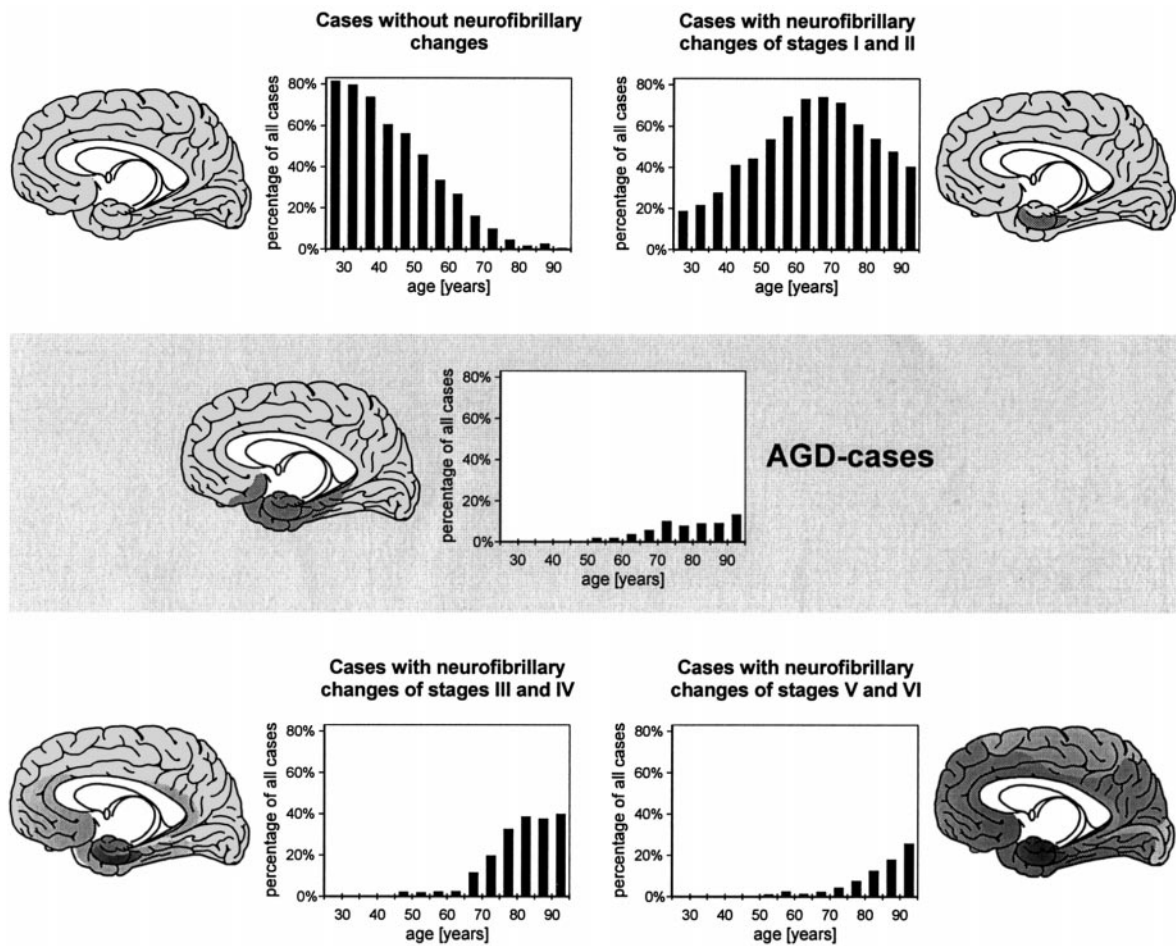 Cases without neurofibrillary
changes
percentage of all cases
80%
60%
40%
20%
0%
30 40 50 60 70 80 90
age [years]
Cases with neurofibrillary
changes of stages I and II
percentage of all cases
80%
60%
40%
20%
0%
30 40 50 60 70 80 90
age [years]
percentage of all cases
80%
60%
40%
20%
0%
30 40 50 60 70 80 90
age [years]
AGD-cases
Cases with neurofibrillary
changes of stages III and IV
percentage of all cases
80%
60%
40%
20%
0%
30 40 50 60 70 80 90
age [years]
Cases with neurofibrillary
changes of stages V and VI
percentage of all cases
80%
60%
40%
20%
0%
30 40 50 60 70 80 90
age [years]